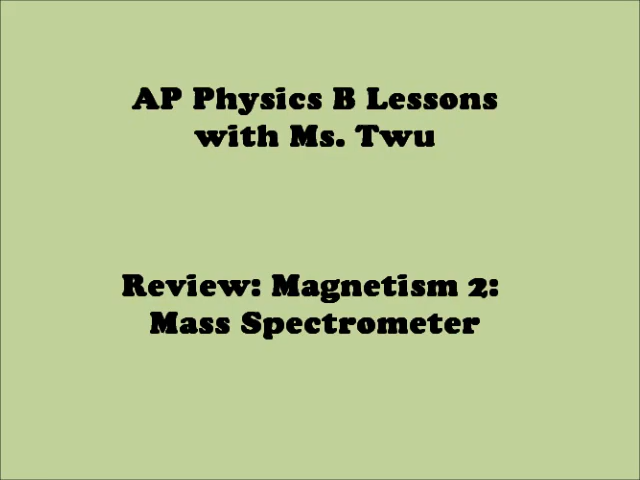 AP Physics B Lessons
with Ms. Twu
Review: Magnetism 2:
Mass Spectrometer